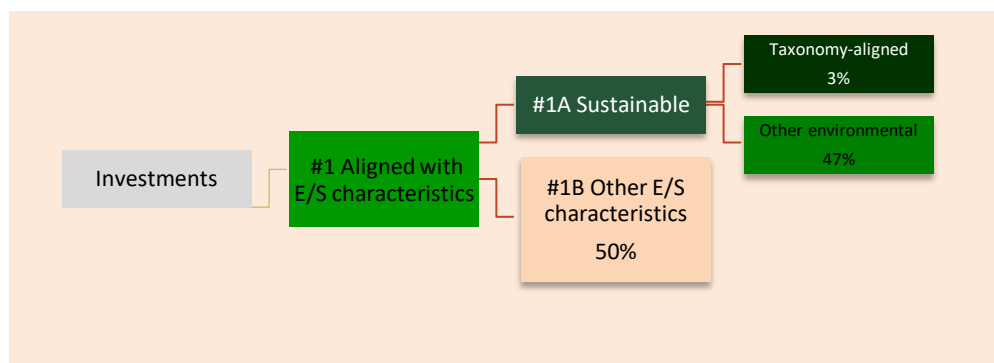 Investments
#1 Aligned with
E/S characteristics
#1A Sustainable
Taxonomy-aligned
3%
Other environmental
47%
#1B Other E/S
characteristics
50%